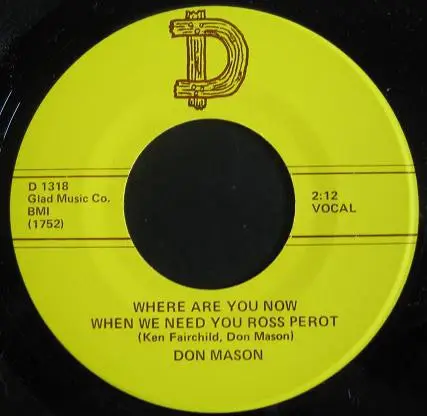 D
D 1318
Glad Music Co.
BMI
(1752)
2:12
VOCAL
WHERE ARE YOU NOW
WHEN WE NEED YOU ROSS PEROT
(Ken Fairchild, Don Mason)
DON MASON